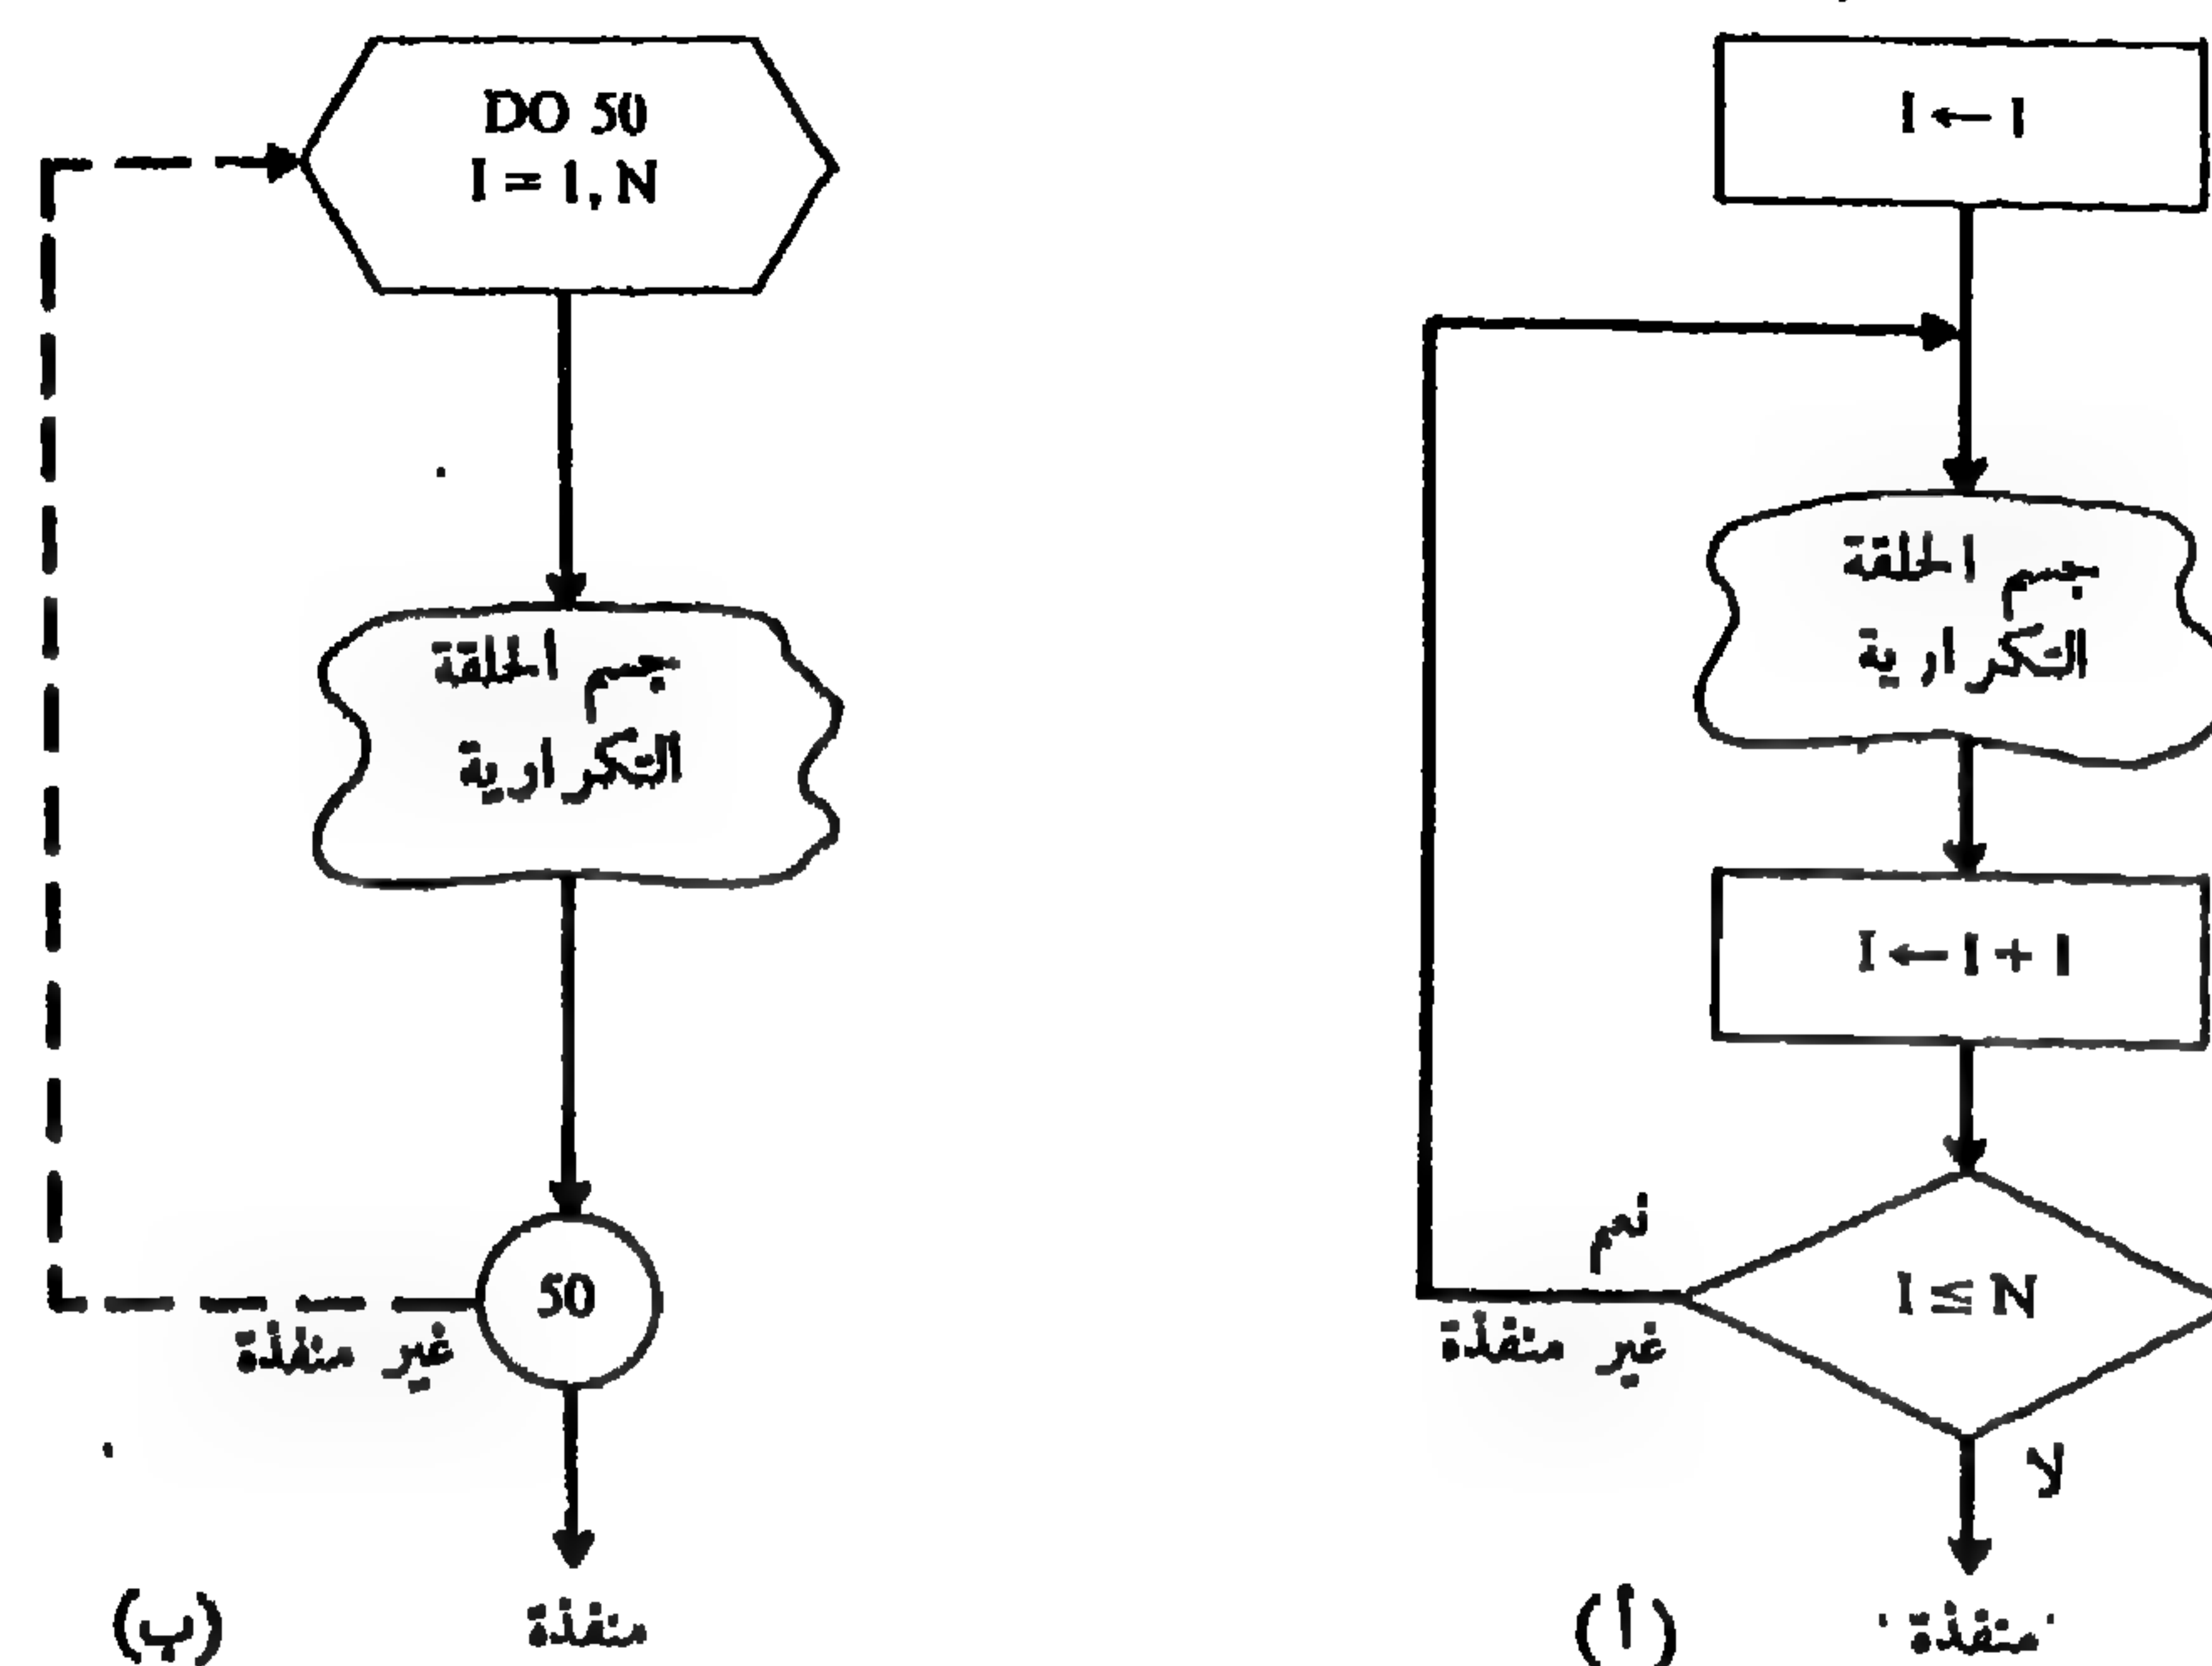 I ← 1
جسم الحلقة
التكرارية
I ← I + 1
I ≤ N
نعم
غير منفذة
لا
منفذة
(أ)
DO 50
I = 1, N
جسم الحلقة
التكرارية
50
غير منفذة
منفذة
(ب)